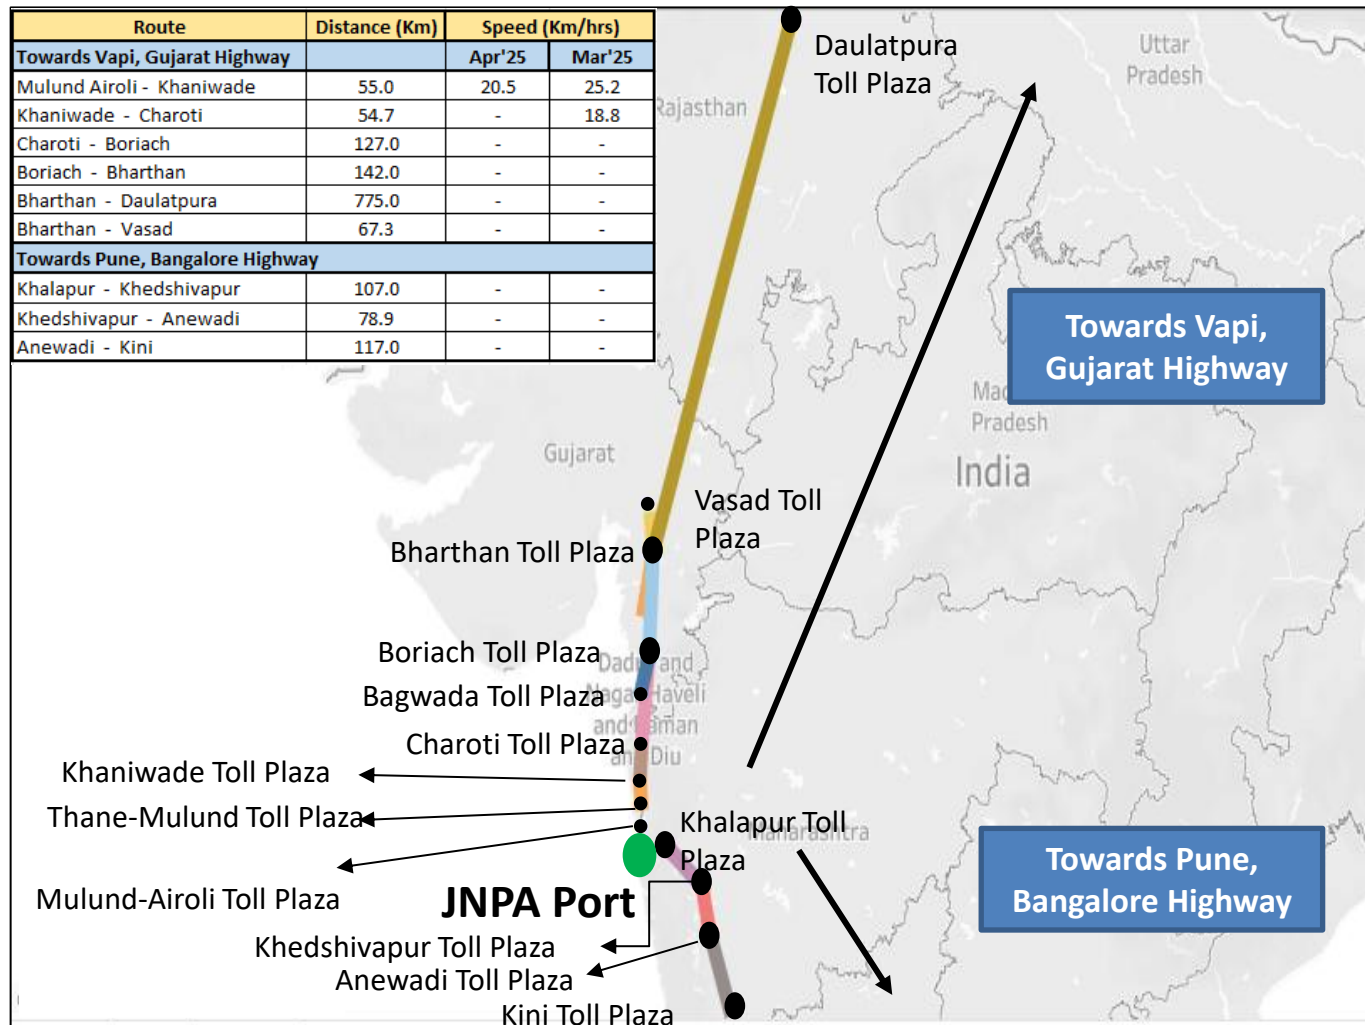 Route Distance (Km) Speed (Km/hrs)
Towards Vapi, Gujarat Highway Apr'25 Mar'25
Mulund Airoli - Khaniwade 55.0 20.5 25.2
Khaniwade - Charoti 54.7 - 18.8
Charoti - Boriach 127.0 - -
Boriach - Bharthan 142.0 - -
Bharthan - Daulatpura 775.0 - -
Bharthan - Vasad 67.3 - -
Towards Pune, Bangalore Highway
Khalapur - Khedshivapur 107.0 - -
Khedshivapur - Anewadi 78.9 - -
Anewadi - Kini 117.0 - -
Daulatpura
Toll Plaza
Uttar
Pradesh
Rajasthan
Towards Vapi,
Gujarat Highway
Pradesh
India
Gujarat
Vasad Toll
Plaza
Bharthan Toll Plaza
Boriach Toll Plaza
and
Bagwada Toll Plaza
Haveli
and
Charoti Toll Plaza
Diu
Khaniwade Toll Plaza
Thane-Mulund Toll Plaza
Khalapur Toll
Plaza
Mulund-Airoli Toll Plaza
JNPA Port
Towards Pune,
Bangalore Highway
Khedshivapur Toll Plaza
Anewadi Toll Plaza
Kini Toll Plaza